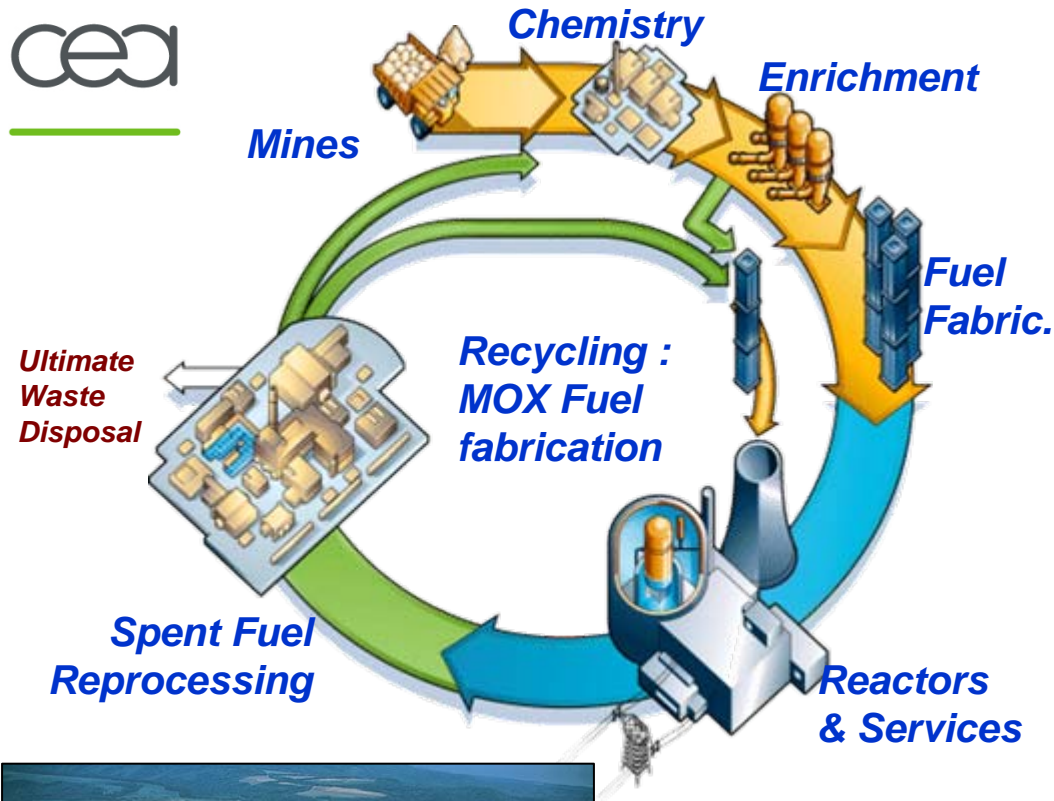 cea
Chemistry
Enrichment
Mines
Fuel
Fabric.
Recycling :
MOX Fuel
fabrication
Ultimate
Waste
Disposal
Spent Fuel
Reprocessing
Reactors
& Services